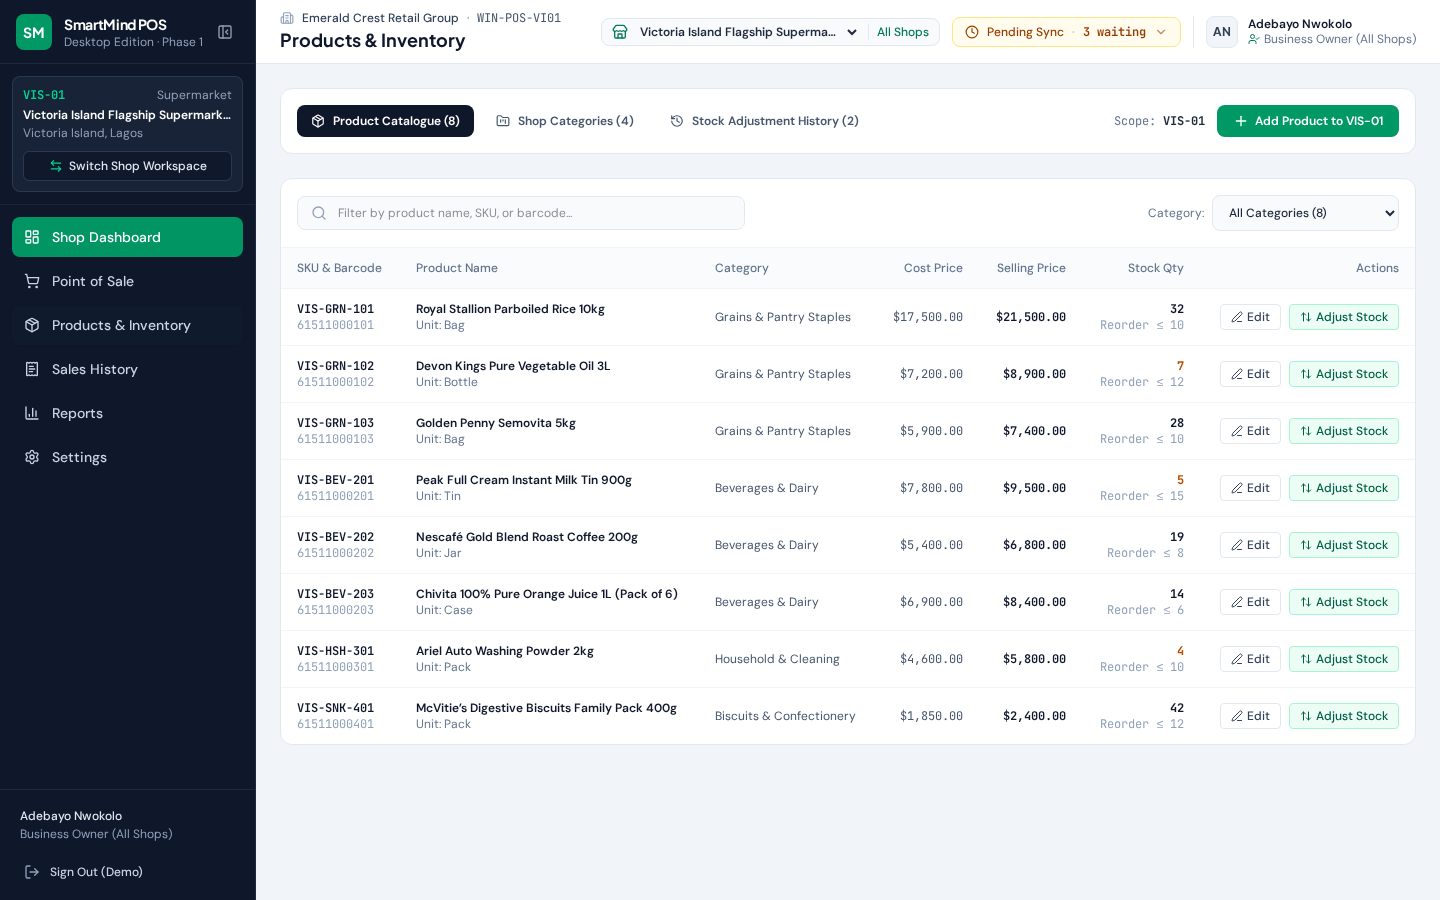 SM
SmartMind POS
Desktop Edition · Phase 1
VIS-01
Supermarket
Victoria Island Flagship Supermark...
Victoria Island, Lagos
Switch Shop Workspace
Shop Dashboard
Point of Sale
Products & Inventory
Sales History
Reports
Settings
Adebayo Nwokolo
Business Owner (All Shops)
Sign Out (Demo)
Emerald Crest Retail Group · WIN-POS-VI01
Products & Inventory
Victoria Island Flagship Superma...
All Shops
Pending Sync · 3 waiting
AN
Adebayo Nwokolo
Business Owner (All Shops)
Product Catalogue (8)
Shop Categories (4)
Stock Adjustment History (2)
Scope: VIS-01
Add Product to VIS-01
Filter by product name, SKU, or barcode...
Category:
All Categories (8)
SKU & Barcode Product Name Category Cost Price Selling Price Stock Qty Actions
VIS-GRN-101 Royal Stallion Parboiled Rice 10kg Grains & Pantry Staples $17,500.00 $21,500.00 32 Edit Adjust Stock
61511000101 Unit: Bag Reorder ≤ 10
VIS-GRN-102 Devon Kings Pure Vegetable Oil 3L Grains & Pantry Staples $7,200.00 $8,900.00 7 Edit Adjust Stock
61511000102 Unit: Bottle Reorder ≤ 12
VIS-GRN-103 Golden Penny Semovita 5kg Grains & Pantry Staples $5,900.00 $7,400.00 28 Edit Adjust Stock
61511000103 Unit: Bag Reorder ≤ 10
VIS-BEV-201 Peak Full Cream Instant Milk Tin 900g Beverages & Dairy $7,800.00 $9,500.00 5 Edit Adjust Stock
61511000201 Unit: Tin Reorder ≤ 15
VIS-BEV-202 Nescafé Gold Blend Roast Coffee 200g Beverages & Dairy $5,400.00 $6,800.00 19 Edit Adjust Stock
61511000202 Unit: Jar Reorder ≤ 8
VIS-BEV-203 Chivita 100% Pure Orange Juice 1L (Pack of 6) Beverages & Dairy $6,900.00 $8,400.00 14 Edit Adjust Stock
61511000203 Unit: Case Reorder ≤ 6
VIS-HSH-301 Ariel Auto Washing Powder 2kg Household & Cleaning $4,600.00 $5,800.00 4 Edit Adjust Stock
61511000301 Unit: Pack Reorder ≤ 10
VIS-SNK-401 McVitie's Digestive Biscuits Family Pack 400g Biscuits & Confectionery $1,850.00 $2,400.00 42 Edit Adjust Stock
61511000401 Unit: Pack Reorder ≤ 12